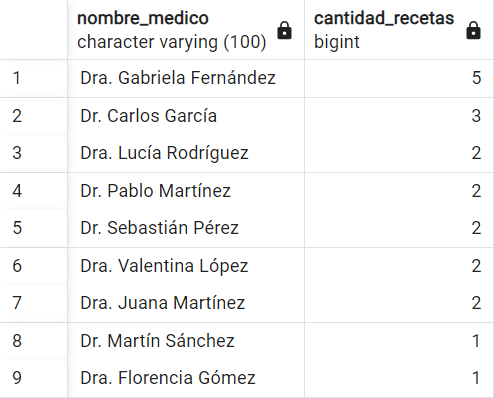 nombre_medico cantidad_recetas
character varying (100) bigint
1 Dra. Gabriela Fernández 5
2 Dr. Carlos García 3
3 Dra. Lucía Rodríguez 2
4 Dr. Pablo Martínez 2
5 Dr. Sebastián Pérez 2
6 Dra. Valentina López 2
7 Dra. Juana Martínez 2
8 Dr. Martín Sánchez 1
9 Dra. Florencia Gómez 1